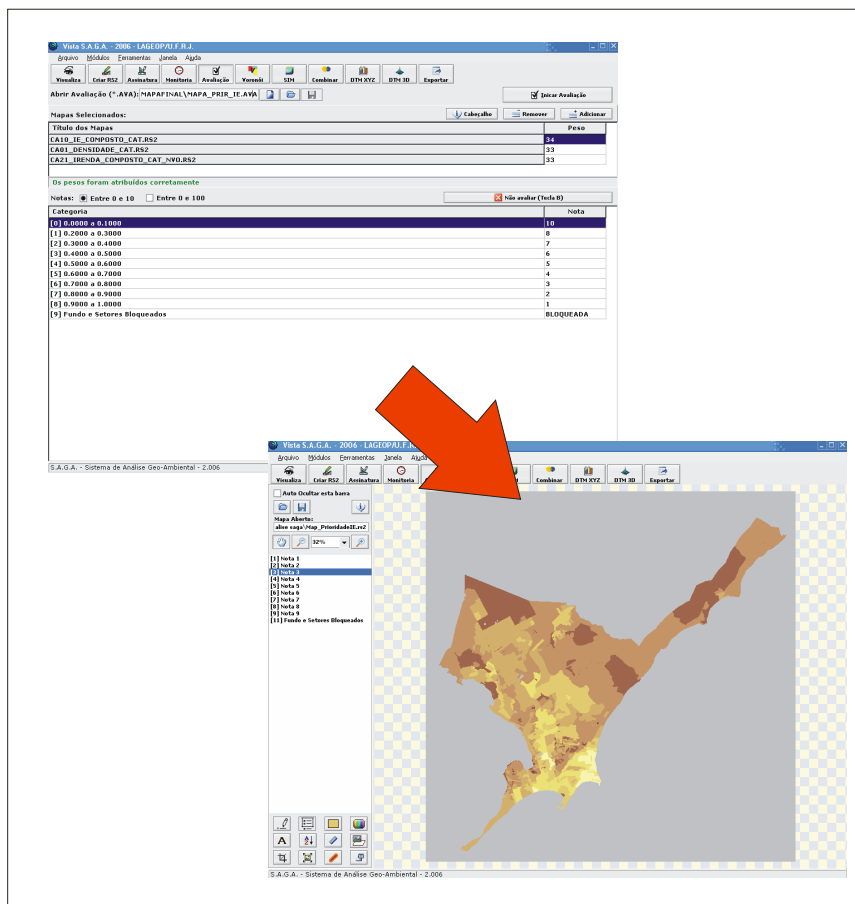 Vista S.A.G.A. - 2006 - LAGEOP/U.F.R.J.
Arquivo Módulos Ferramentas Janela Ajuda
Visualiza Criar RS2 Assinatura Monitoria Avaliação Voronói SIM Combinar DTM XYZ DTM 3D Exportar
Abrir Avaliação (*.AVA): MAPAFINAL\MAPA_PRIR_IE.AVA Inicar Avaliação
Mapas Selecionados: Cabeçalho Remover Adicionar
Título dos Mapas Peso
CA10_IE_COMPOSTO_CAT.RS2 34
CA01_DENSIDADE_CAT.RS2 33
CA21_IRENDA_COMPOSTO_CAT_NVO.RS2 33
Os pesos foram atribuídos corretamente
Notas: Entre 0 e 10 Entre 0 e 100 Não avaliar (Tecla B)
Categoria Nota
[0] 0.0000 a 0.1000 10
[1] 0.2000 a 0.3000 8
[2] 0.3000 a 0.4000 7
[3] 0.4000 a 0.5000 6
[4] 0.5000 a 0.6000 5
[5] 0.6000 a 0.7000 4
[6] 0.7000 a 0.8000 3
[7] 0.8000 a 0.9000 2
[8] 0.9000 a 1.0000 1
[9] Fundo e Setores Bloqueados BLOQUEADA
S.A.G.A. - Sistema de Análise Geo-Ambiental - 2.006
Vista S.A.G.A. - 2006 - LAGEOP/U.F.R
Arquivo Módulos Ferramentas Janela
Visualiza Criar RS2 Assinatura Monitoria Combinar DTM XYZ DTM 3D Exportar
Auto Ocultar esta barra
Mapa Aberto:
alise saga\Map_PrioridadeIE.rs2
32%
[1] Nota 1
[2] Nota 2
[3] Nota 3
[4] Nota 4
[5] Nota 5
[6] Nota 6
[7] Nota 7
[8] Nota 8
[9] Nota 9
[11] Fundo e Setores Bloqueados
A
S.A.G.A. - Sistema de Análise Geo-Ambiental - 2.006